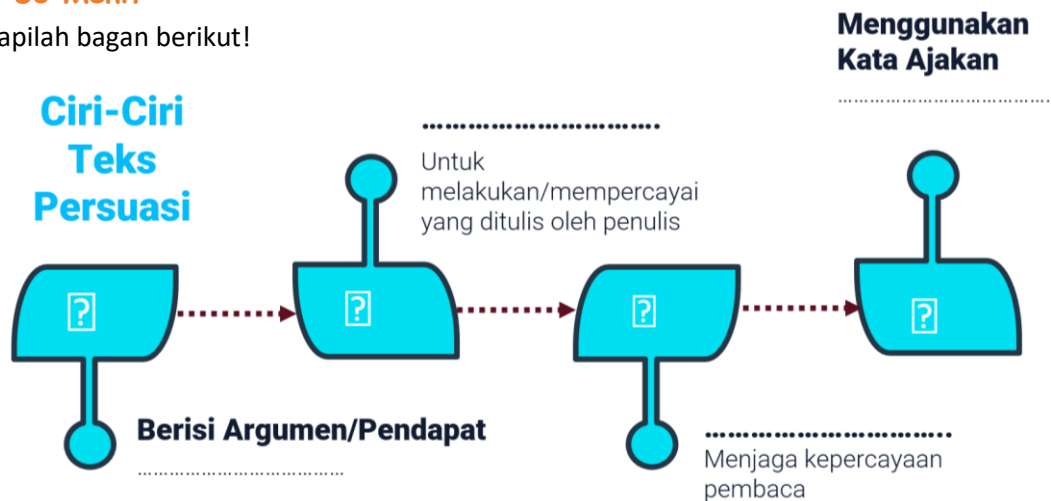 apilah bagan berikut!
Menggunakan
Kata Ajakan
……………………………….
Ciri-Ciri
Teks
Persuasi
…………………………….
Untuk
melakukan/mempercayai
yang ditulis oleh penulis
Berisi Argumen/Pendapat
………………………………
………………………………..
Menjaga kepercayaan
pembaca